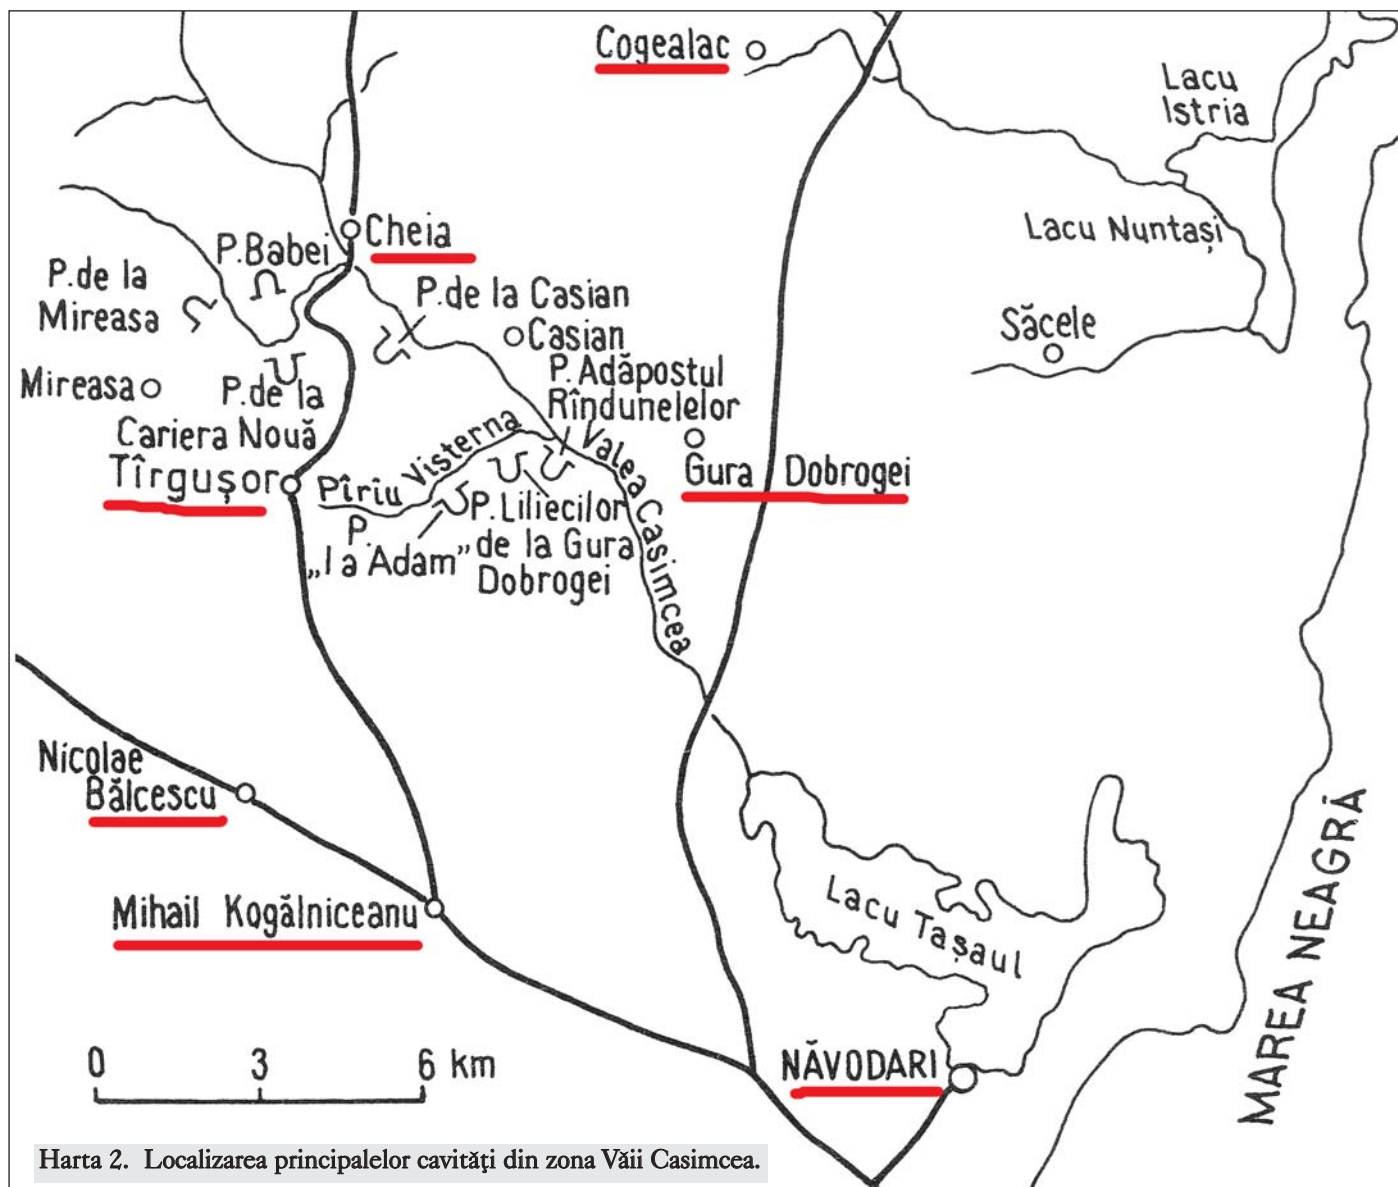 Cogealac
Lacu
Istria
Cheia
P.Babei
Lacu Nuntași
P.de la
Mireasa
P.de la Casian
Casian
Săcele
P. Adăpostul
Rîndunelelor
Mireasa
P.de la
Cariera Nouă
Tîrgușor
Pîrîu Visterna
Valea Casimcea
Gura Dobrogei
P.
„la Adam”
P. Liliecilor
de la Gura
Dobrogei
Nicolae
Bălcescu
Mihail Kogălniceanu
Lacu Tașaul
MAREA NEAGRĂ
NĂVODARI
0 3 6 km
Harta 2. Localizarea principalelor cavități din zona Văii Casimcea.